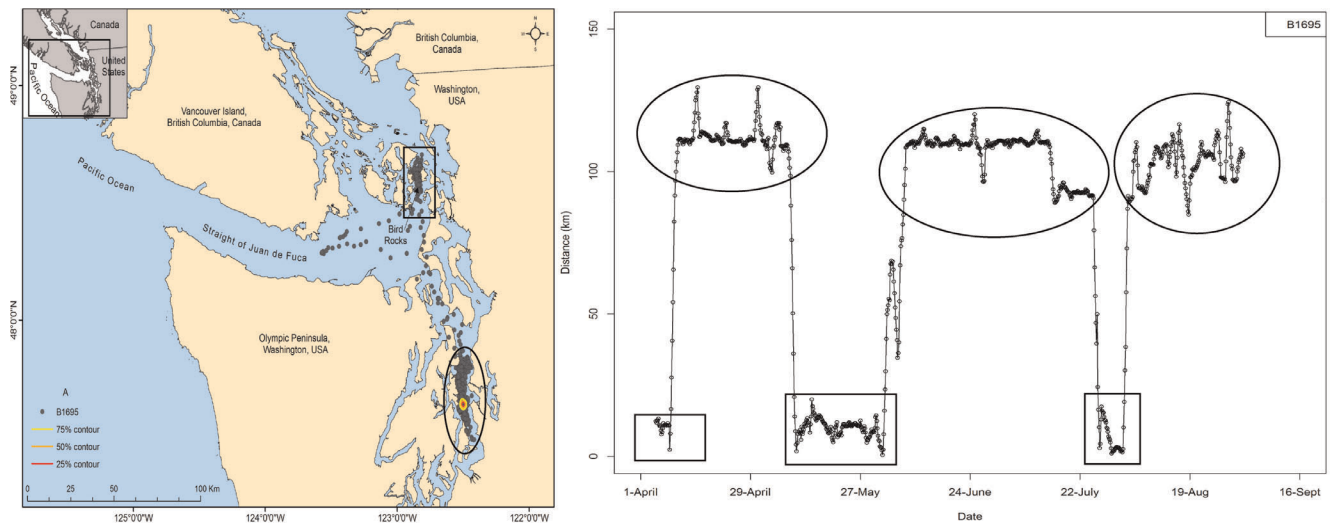 Canada
United
States
Pacific Ocean
49°0'0"N
48°0'0"N
British Columbia,
Canada
Washington,
USA
Vancouver Island,
British Columbia, Canada
Pacific Ocean
Straight of Juan de Fuca
Bird
Rocks
Olympic Peninsula,
Washington, USA
N
E
S
A
B1695
75% contour
50% contour
25% contour
0 25 50 100 Km
125°0'0"W 124°0'0"W 123°0'0"W 122°0'0"W
B1695
Distance (km)
150
100
50
0
1-April 29-April 27-May 24-June 22-July 19-Aug 16-Sept
Date